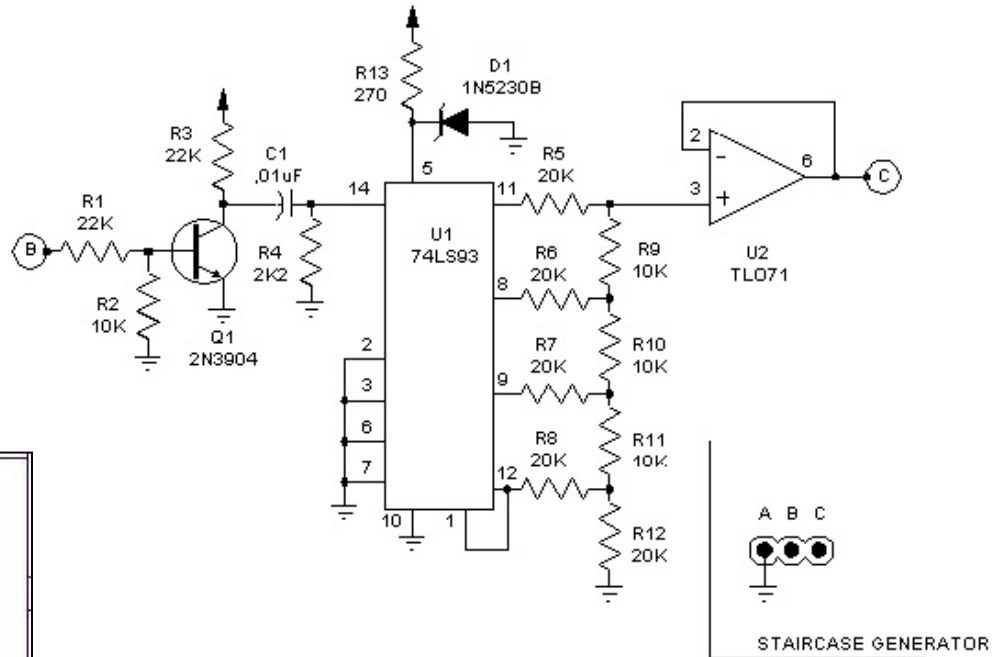 R13
270
D1
1N5230B
R3
22K
C1
.01uF
5
R5
20K
2
-
6
C
14
11
3
+
R1
22K
B
R4
2K2
U1
74LS93
R6
20K
R9
10K
U2
TL071
R2
10K
8
Q1
2N3904
2
R7
20K
R10
10K
3
9
6
R8
20K
R11
10K
7
12
10
1
R12
20K
A B C
STAIRCASE GENERATOR